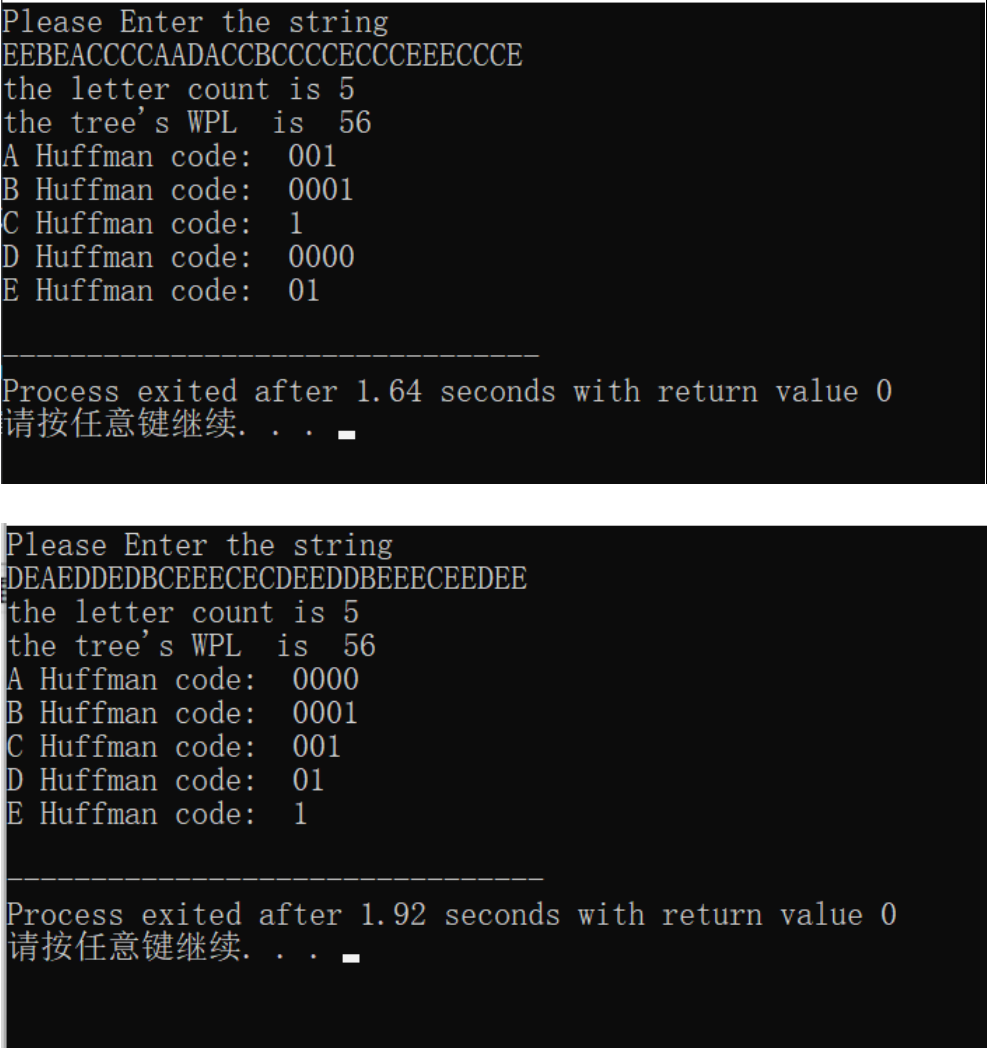 Please Enter the string
EEBEACCCCAADACCBCCCCECCCEEECCCE
the letter count is 5
the tree's WPL  is  56
A Huffman code:  001
B Huffman code:  0001
C Huffman code:  1
D Huffman code:  0000
E Huffman code:  01
--------------------------------
Process exited after 1.64 seconds with return value 0
请按任意键继续. . .
Please Enter the string
DEAEDDEDBCEEECECDEEDDBEEECEEDEE
the letter count is 5
the tree's WPL  is  56
A Huffman code:  0000
B Huffman code:  0001
C Huffman code:  001
D Huffman code:  01
E Huffman code:  1
--------------------------------
Process exited after 1.92 seconds with return value 0
请按任意键继续. . .